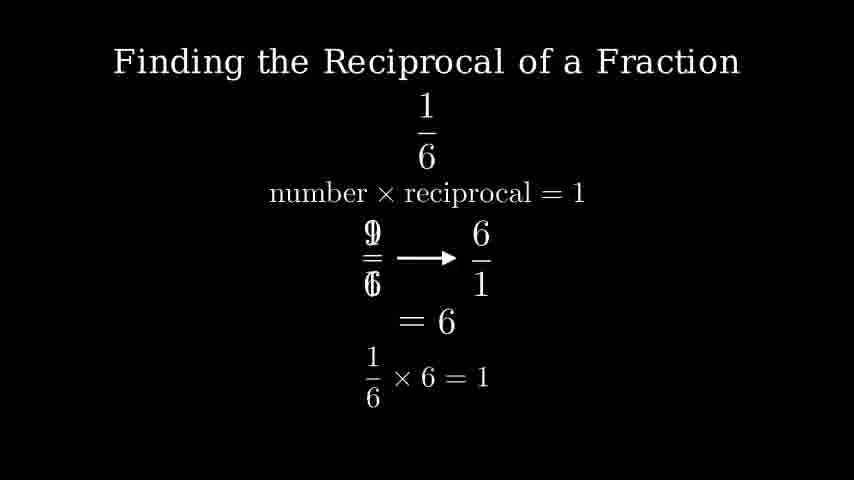 Finding the Reciprocal of a Fraction
1/6
number × reciprocal = 1
→ 6/1
= 6
1/6 × 6 = 1